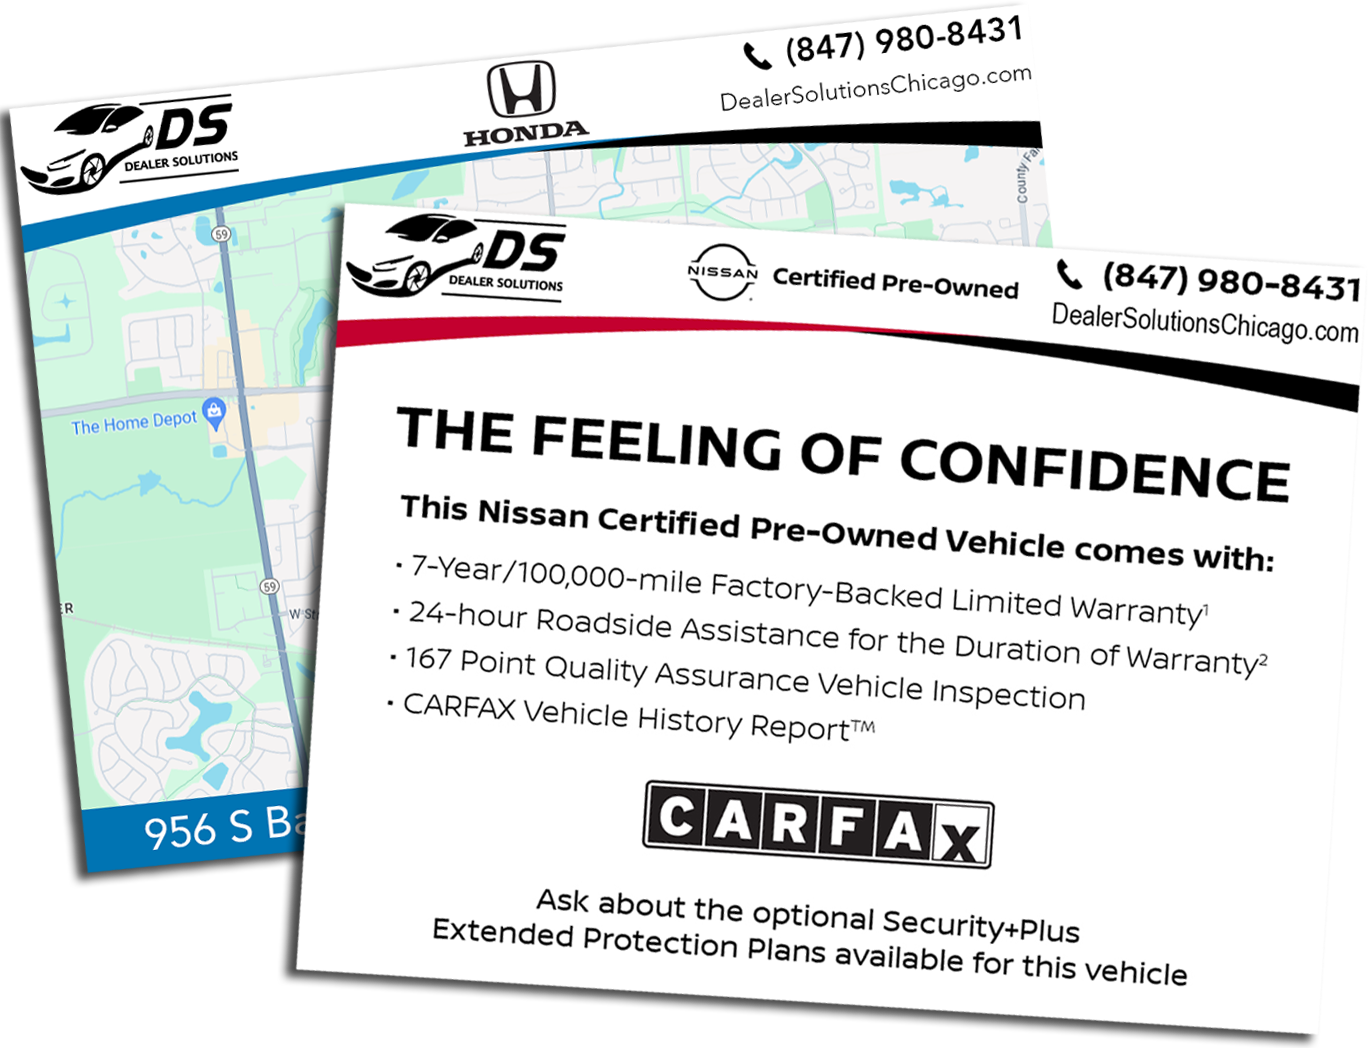 DS
DEALER SOLUTIONS
HONDA
(847) 980-8431
DealerSolutionsChicago.com
County
59
The Home Depot
59
ER
W
956 S
DS
DEALER SOLUTIONS
NISSAN
Certified Pre-Owned
(847) 980-8431
DealerSolutionsChicago.com
THE FEELING OF CONFIDENCE
This Nissan Certified Pre-Owned Vehicle comes with:
· 7-Year/100,000-mile Factory-Backed Limited Warranty¹
· 24-hour Roadside Assistance for the Duration of Warranty²
· 167 Point Quality Assurance Vehicle Inspection
· CARFAX Vehicle History Report™
CARFAX
Ask about the optional Security+Plus
Extended Protection Plans available for this vehicle